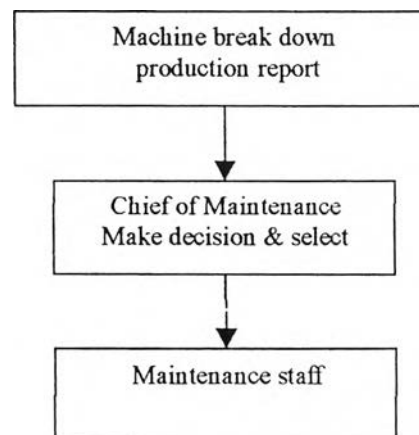 Machine break down
production report
Chief of Maintenance
Make decision & select
Maintenance staff